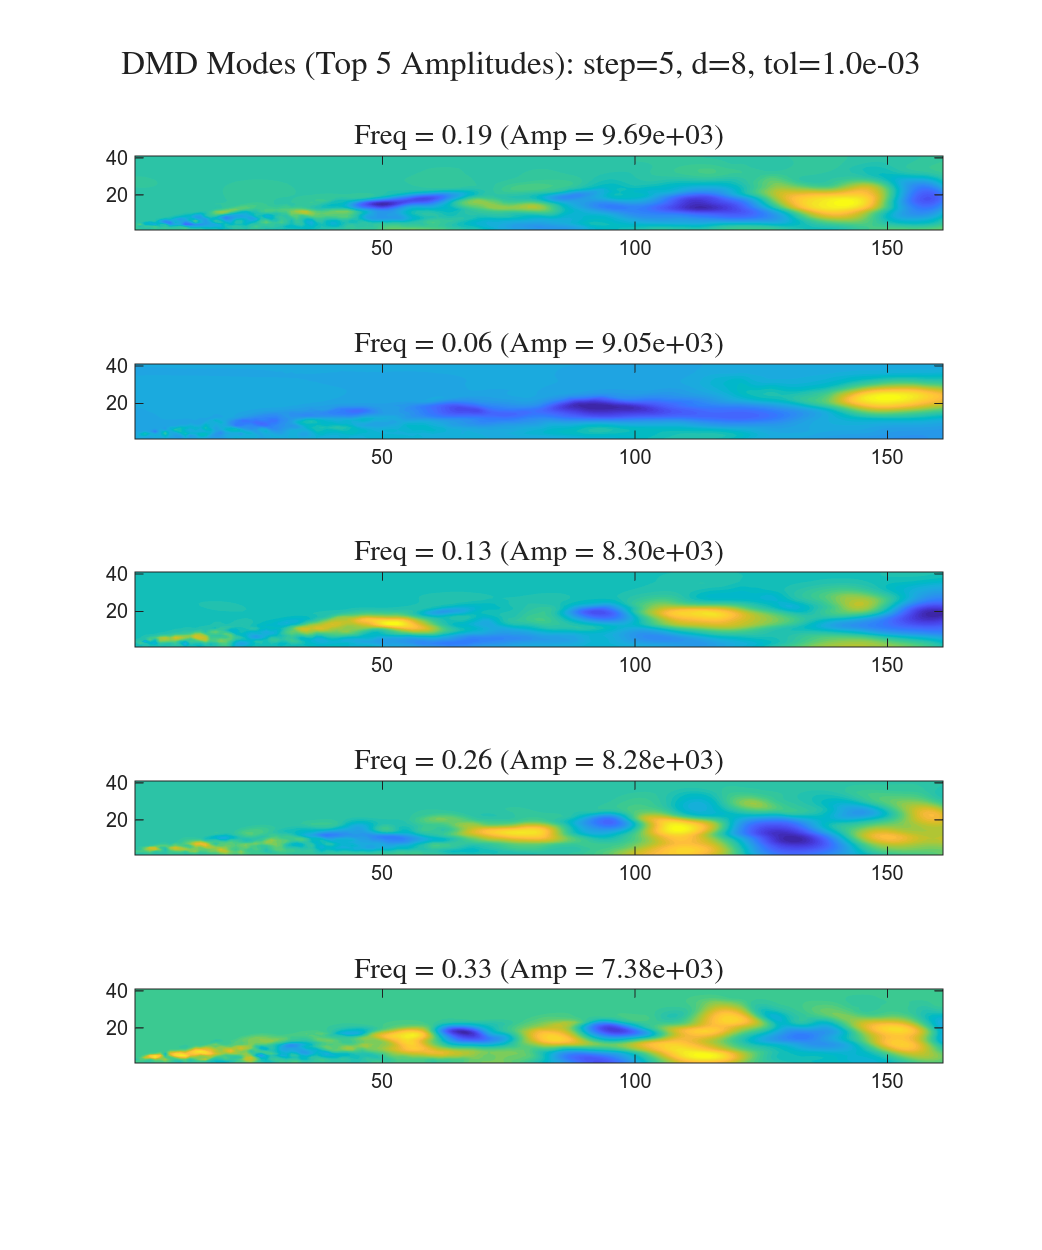 DMD Modes (Top 5 Amplitudes): step=5, d=8, tol=1.0e-03
Freq = 0.19 (Amp = 9.69e+03)
40
20
50 100 150
Freq = 0.06 (Amp = 9.05e+03)
40
20
50 100 150
Freq = 0.13 (Amp = 8.30e+03)
40
20
50 100 150
Freq = 0.26 (Amp = 8.28e+03)
40
20
50 100 150
Freq = 0.33 (Amp = 7.38e+03)
40
20
50 100 150